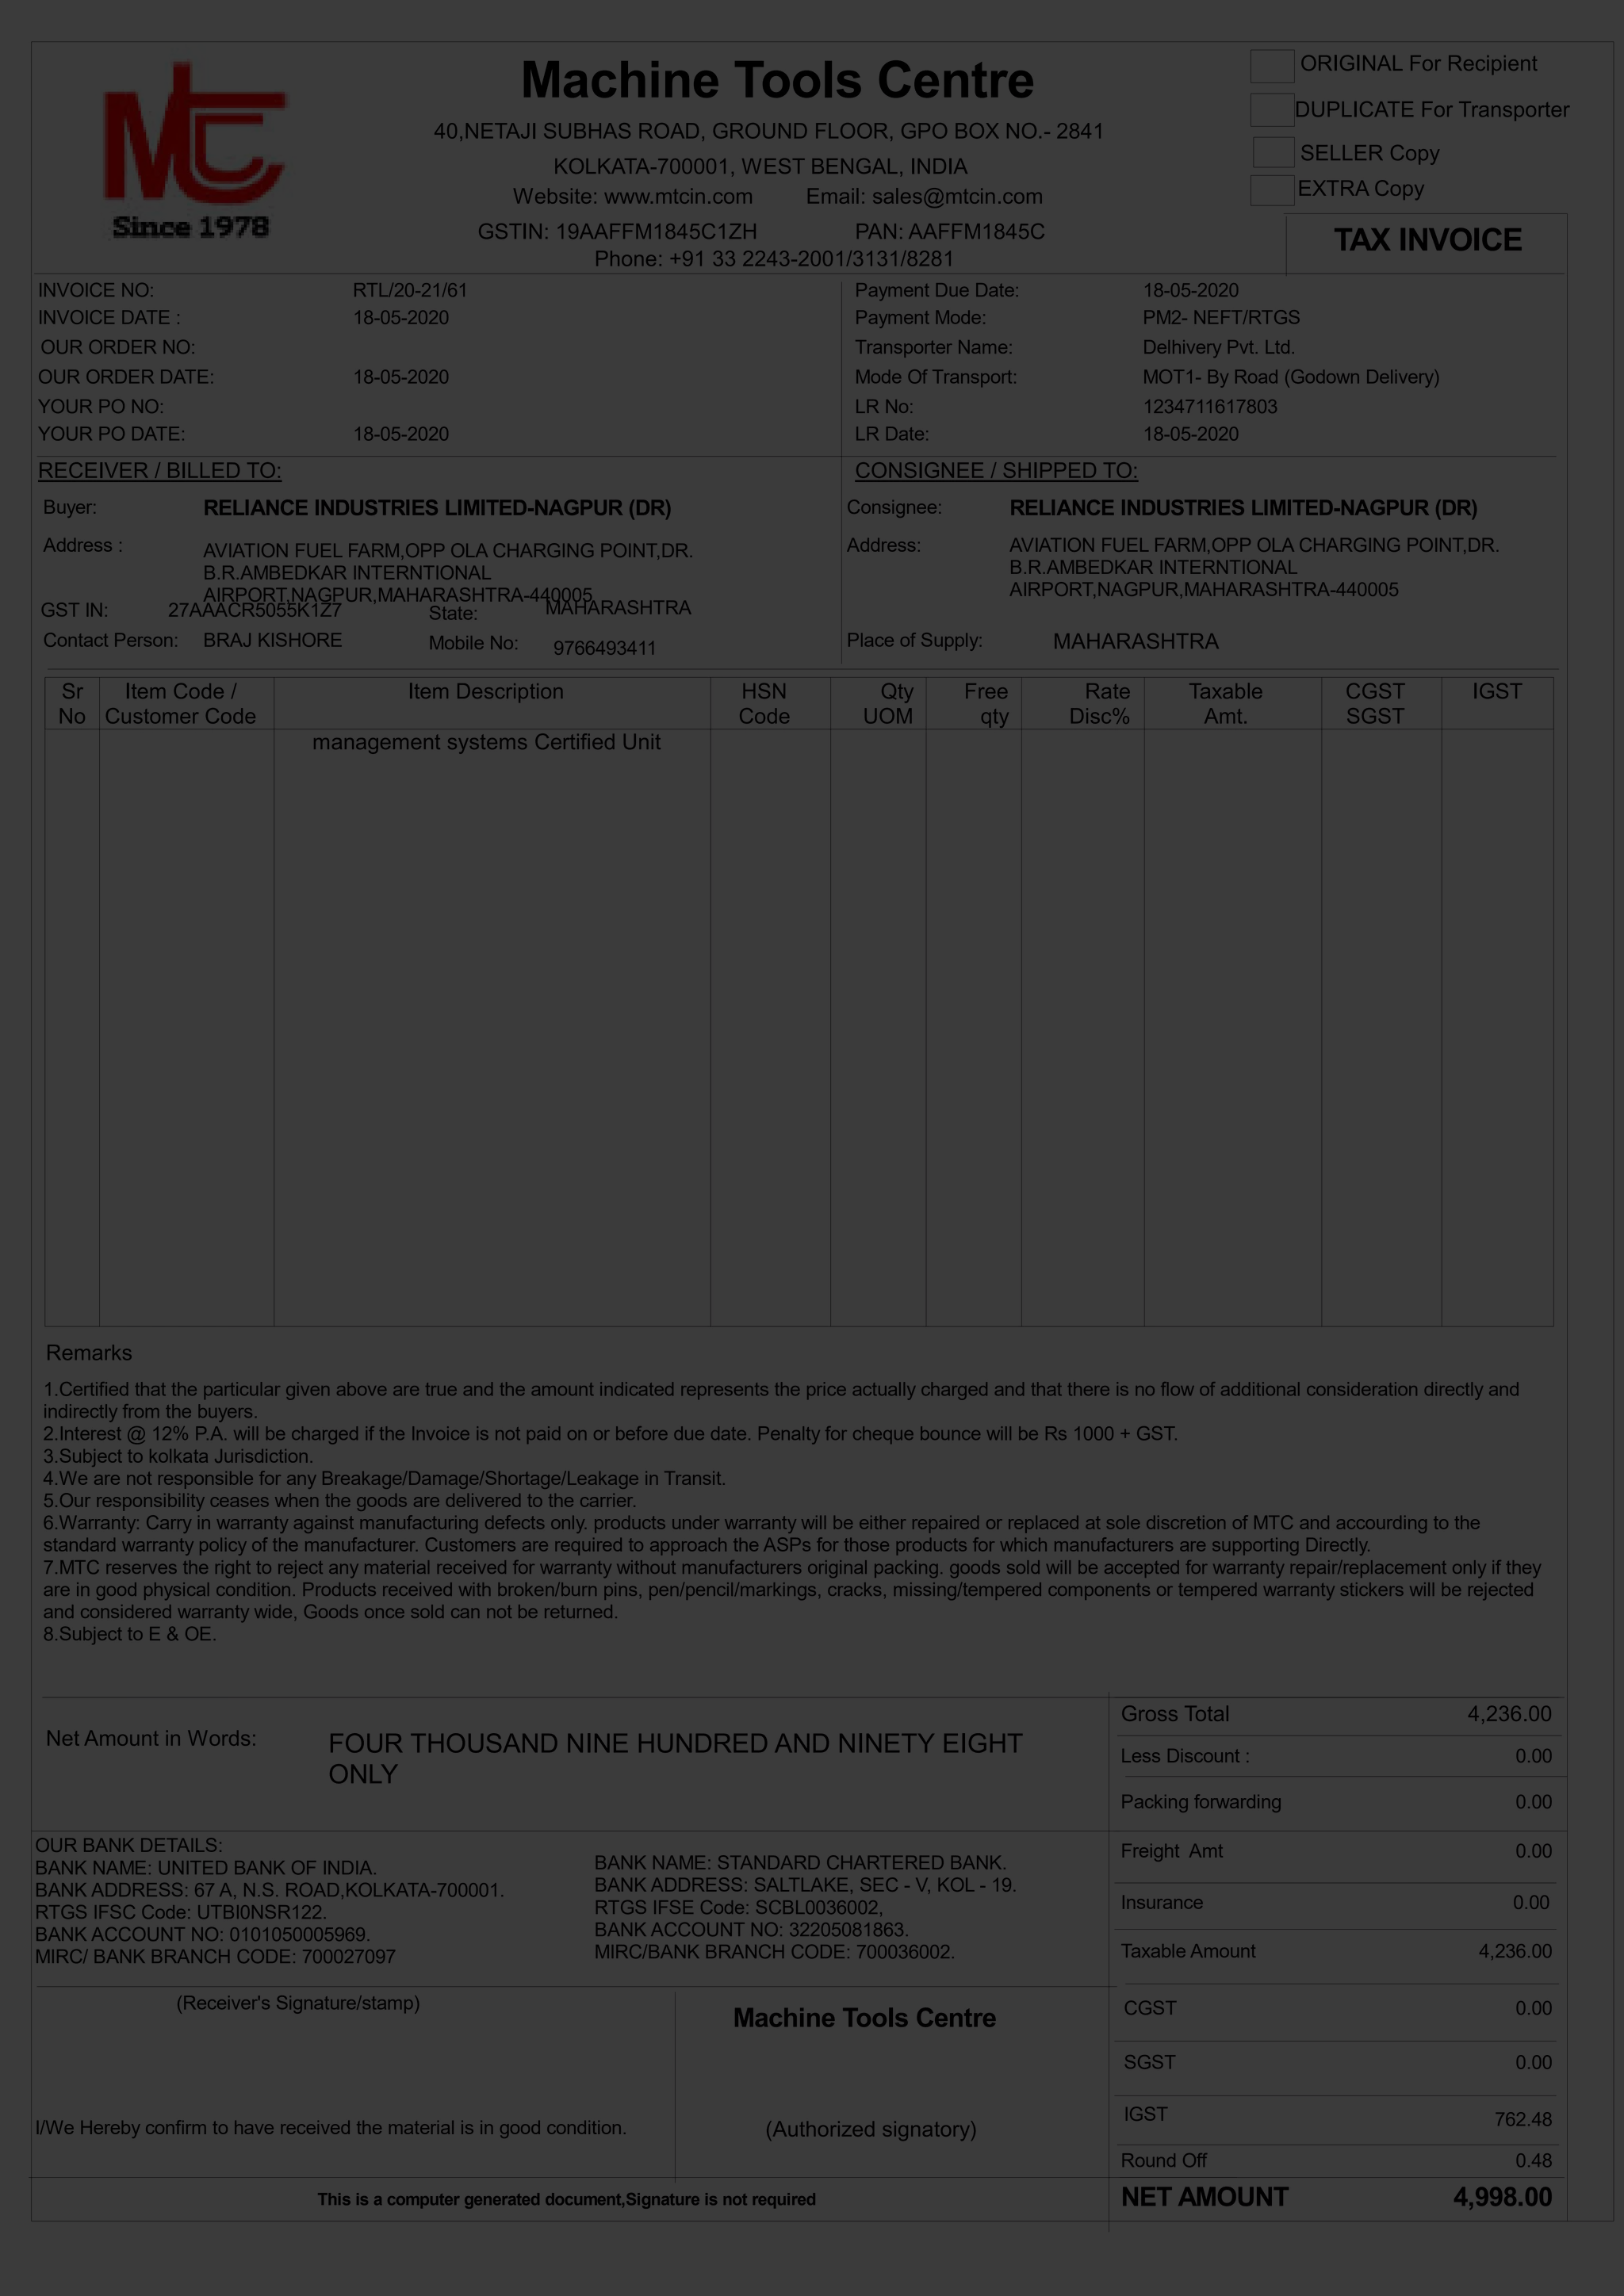 MTC
Since 1978
Machine Tools Centre
40,NETAJI SUBHAS ROAD, GROUND FLOOR, GPO BOX NO.- 2841
KOLKATA-700001, WEST BENGAL, INDIA
Website: www.mtcin.com Email: sales@mtcin.com
GSTIN: 19AAFFM1845C1ZH PAN: AAFFM1845C
Phone: +91 33 2243-2001/3131/8281
ORIGINAL For Recipient
DUPLICATE For Transporter
SELLER Copy
EXTRA Copy
TAX INVOICE
INVOICE NO: RTL/20-21/61
INVOICE DATE : 18-05-2020
OUR ORDER NO:
OUR ORDER DATE: 18-05-2020
YOUR PO NO:
YOUR PO DATE: 18-05-2020
Payment Due Date: 18-05-2020
Payment Mode: PM2- NEFT/RTGS
Transporter Name: Delhivery Pvt. Ltd.
Mode Of Transport: MOT1- By Road (Godown Delivery)
LR No: 1234711617803
LR Date: 18-05-2020
RECEIVER / BILLED TO:
Buyer: RELIANCE INDUSTRIES LIMITED-NAGPUR (DR)
Address : AVIATION FUEL FARM,OPP OLA CHARGING POINT,DR.
B.R.AMBEDKAR INTERNTIONAL
AIRPORT,NAGPUR,MAHARASHTRA-440005
GST IN: 27AAACR5055K1Z7 State: MAHARASHTRA
Contact Person: BRAJ KISHORE Mobile No: 9766493411
CONSIGNEE / SHIPPED TO:
Consignee: RELIANCE INDUSTRIES LIMITED-NAGPUR (DR)
Address: AVIATION FUEL FARM,OPP OLA CHARGING POINT,DR.
B.R.AMBEDKAR INTERNTIONAL
AIRPORT,NAGPUR,MAHARASHTRA-440005
Place of Supply: MAHARASHTRA
Sr Item Code / Item Description HSN Qty Free Rate Taxable CGST IGST
No Customer Code Code UOM qty Disc% Amt. SGST
management systems Certified Unit
Remarks
1.Certified that the particular given above are true and the amount indicated represents the price actually charged and that there is no flow of additional consideration directly and
indirectly from the buyers.
2.Interest @ 12% P.A. will be charged if the Invoice is not paid on or before due date. Penalty for cheque bounce will be Rs 1000 + GST.
3.Subject to kolkata Jurisdiction.
4.We are not responsible for any Breakage/Damage/Shortage/Leakage in Transit.
5.Our responsibility ceases when the goods are delivered to the carrier.
6.Warranty: Carry in warranty against manufacturing defects only. products under warranty will be either repaired or replaced at sole discretion of MTC and accourding to the
standard warranty policy of the manufacturer. Customers are required to approach the ASPs for those products for which manufacturers are supporting Directly.
7.MTC reserves the right to reject any material received for warranty without manufacturers original packing. goods sold will be accepted for warranty repair/replacement only if they
are in good physical condition. Products received with broken/burn pins, pen/pencil/markings, cracks, missing/tempered components or tempered warranty stickers will be rejected
and considered warranty wide, Goods once sold can not be returned.
8.Subject to E & OE.
Net Amount in Words: FOUR THOUSAND NINE HUNDRED AND NINETY EIGHT
ONLY
OUR BANK DETAILS:
BANK NAME: UNITED BANK OF INDIA.
BANK ADDRESS: 67 A, N.S. ROAD,KOLKATA-700001.
RTGS IFSC Code: UTBI0NSR122.
BANK ACCOUNT NO: 0101050005969.
MIRC/ BANK BRANCH CODE: 700027097
BANK NAME: STANDARD CHARTERED BANK.
BANK ADDRESS: SALTLAKE, SEC - V, KOL - 19.
RTGS IFSE Code: SCBL0036002,
BANK ACCOUNT NO: 32205081863.
MIRC/BANK BRANCH CODE: 700036002.
(Receiver's Signature/stamp)
I/We Hereby confirm to have received the material is in good condition.
Machine Tools Centre
(Authorized signatory)
Gross Total 4,236.00
Less Discount : 0.00
Packing forwarding 0.00
Freight Amt 0.00
Insurance 0.00
Taxable Amount 4,236.00
CGST 0.00
SGST 0.00
IGST 762.48
Round Off 0.48
NET AMOUNT 4,998.00
This is a computer generated document,Signature is not required